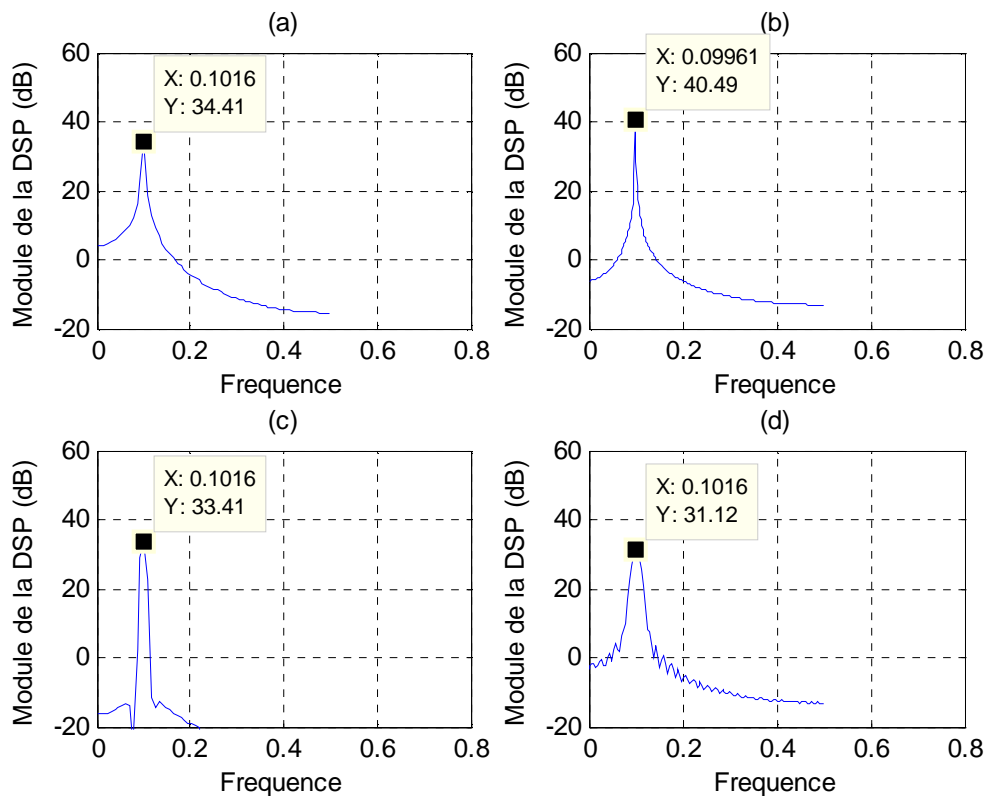 (a)
Module de la DSP (dB)
60
40
20
0
-20
X: 0.1016
Y: 34.41
0
0.2
0.4
0.6
0.8
Frequence
(b)
Module de la DSP (dB)
60
40
20
0
-20
X: 0.09961
Y: 40.49
0
0.2
0.4
0.6
0.8
Frequence
(c)
Module de la DSP (dB)
60
40
20
0
-20
X: 0.1016
Y: 33.41
0
0.2
0.4
0.6
0.8
Frequence
(d)
Module de la DSP (dB)
60
40
20
0
-20
X: 0.1016
Y: 31.12
0
0.2
0.4
0.6
0.8
Frequence